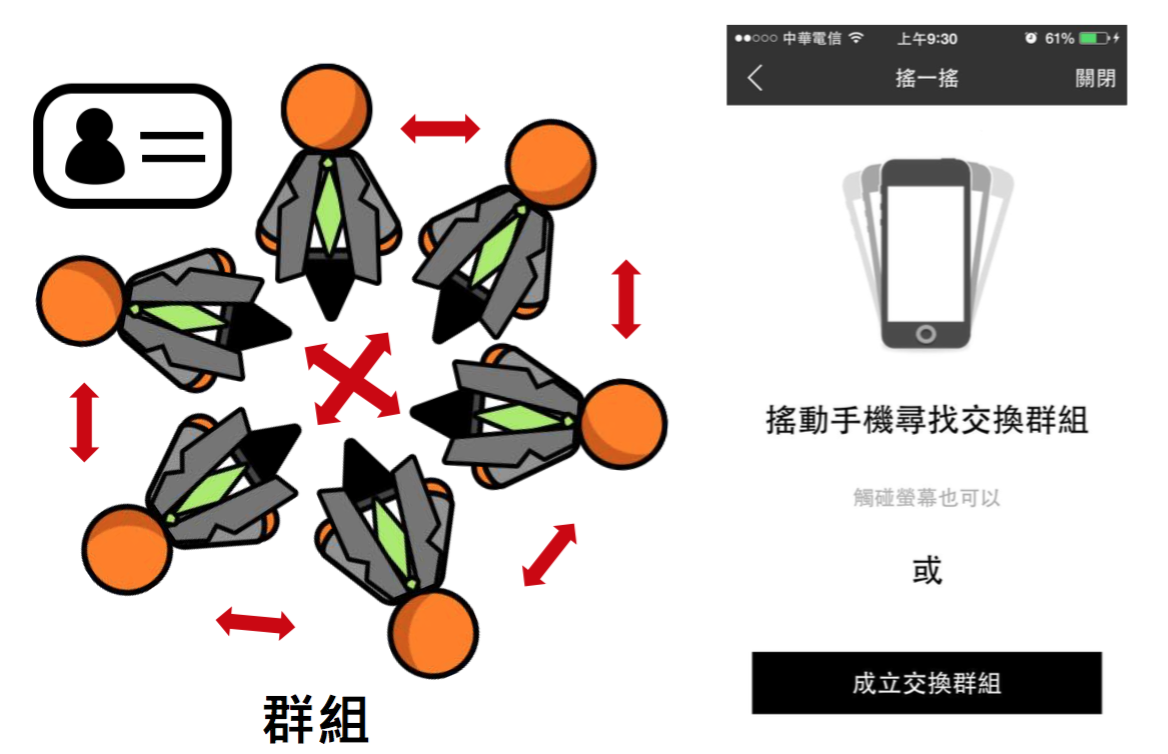 中華電信 上午9:30 61%
搖一搖 關閉
搖動手機尋找交換群組
觸碰螢幕也可以
或
成立交換群組
群組